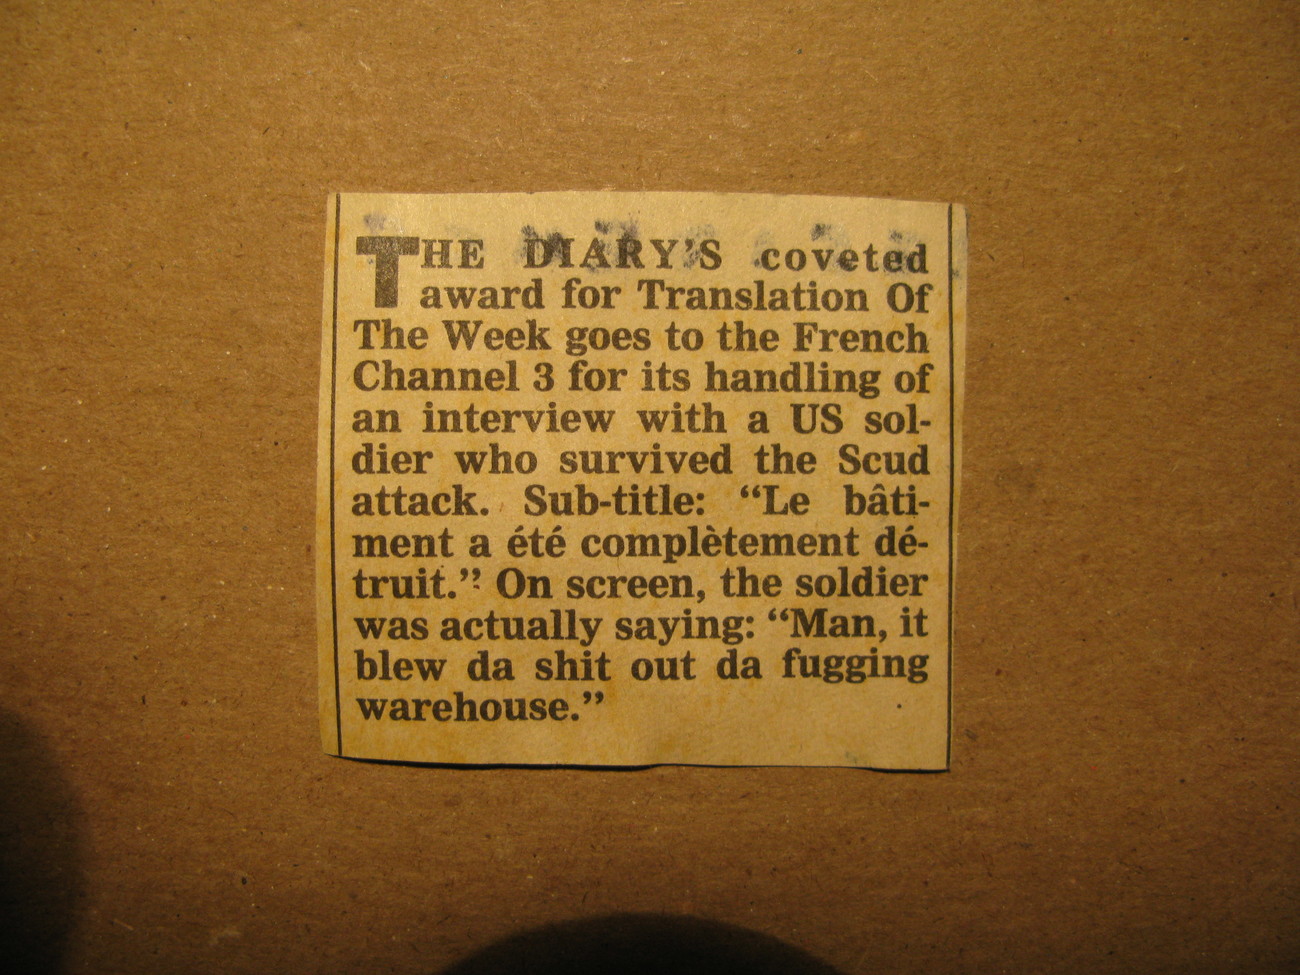 THE DIARY'S coveted
award for Translation Of
The Week goes to the French
Channel 3 for its handling of
an interview with a US sol-
dier who survived the Scud
attack. Sub-title: “Le bâti-
ment a été complètement dé-
truit.” On screen, the soldier
was actually saying: “Man, it
blew da shit out da fugging
warehouse.”